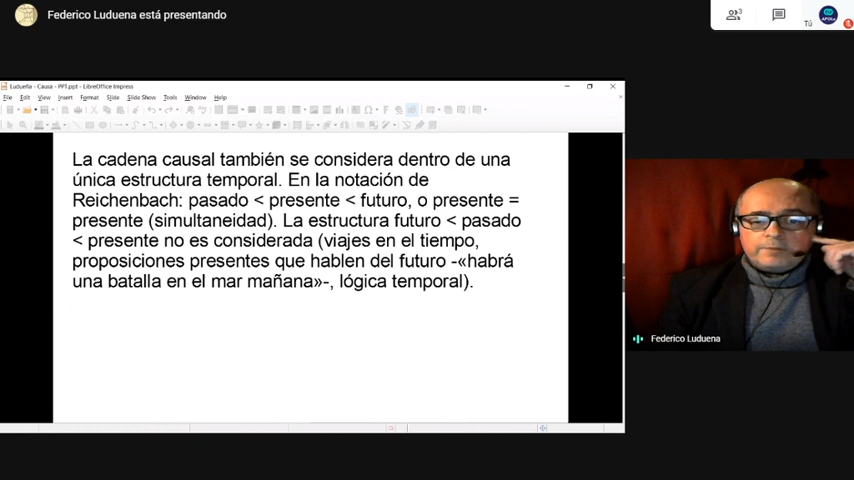 Federico Luduena está presentando
3
Tú
APOLa
Ludueña - Causa - PPT.ppt - LibreOffice Impress
File Edit View Insert Format Slide Slide Show Tools Window Help
La cadena causal también se considera dentro de una
única estructura temporal. En la notación de
Reichenbach: pasado < presente < futuro, o presente =
presente (simultaneidad). La estructura futuro < pasado
< presente no es considerada (viajes en el tiempo,
proposiciones presentes que hablen del futuro -«habrá
una batalla en el mar mañana»-, lógica temporal).
Federico Luduena